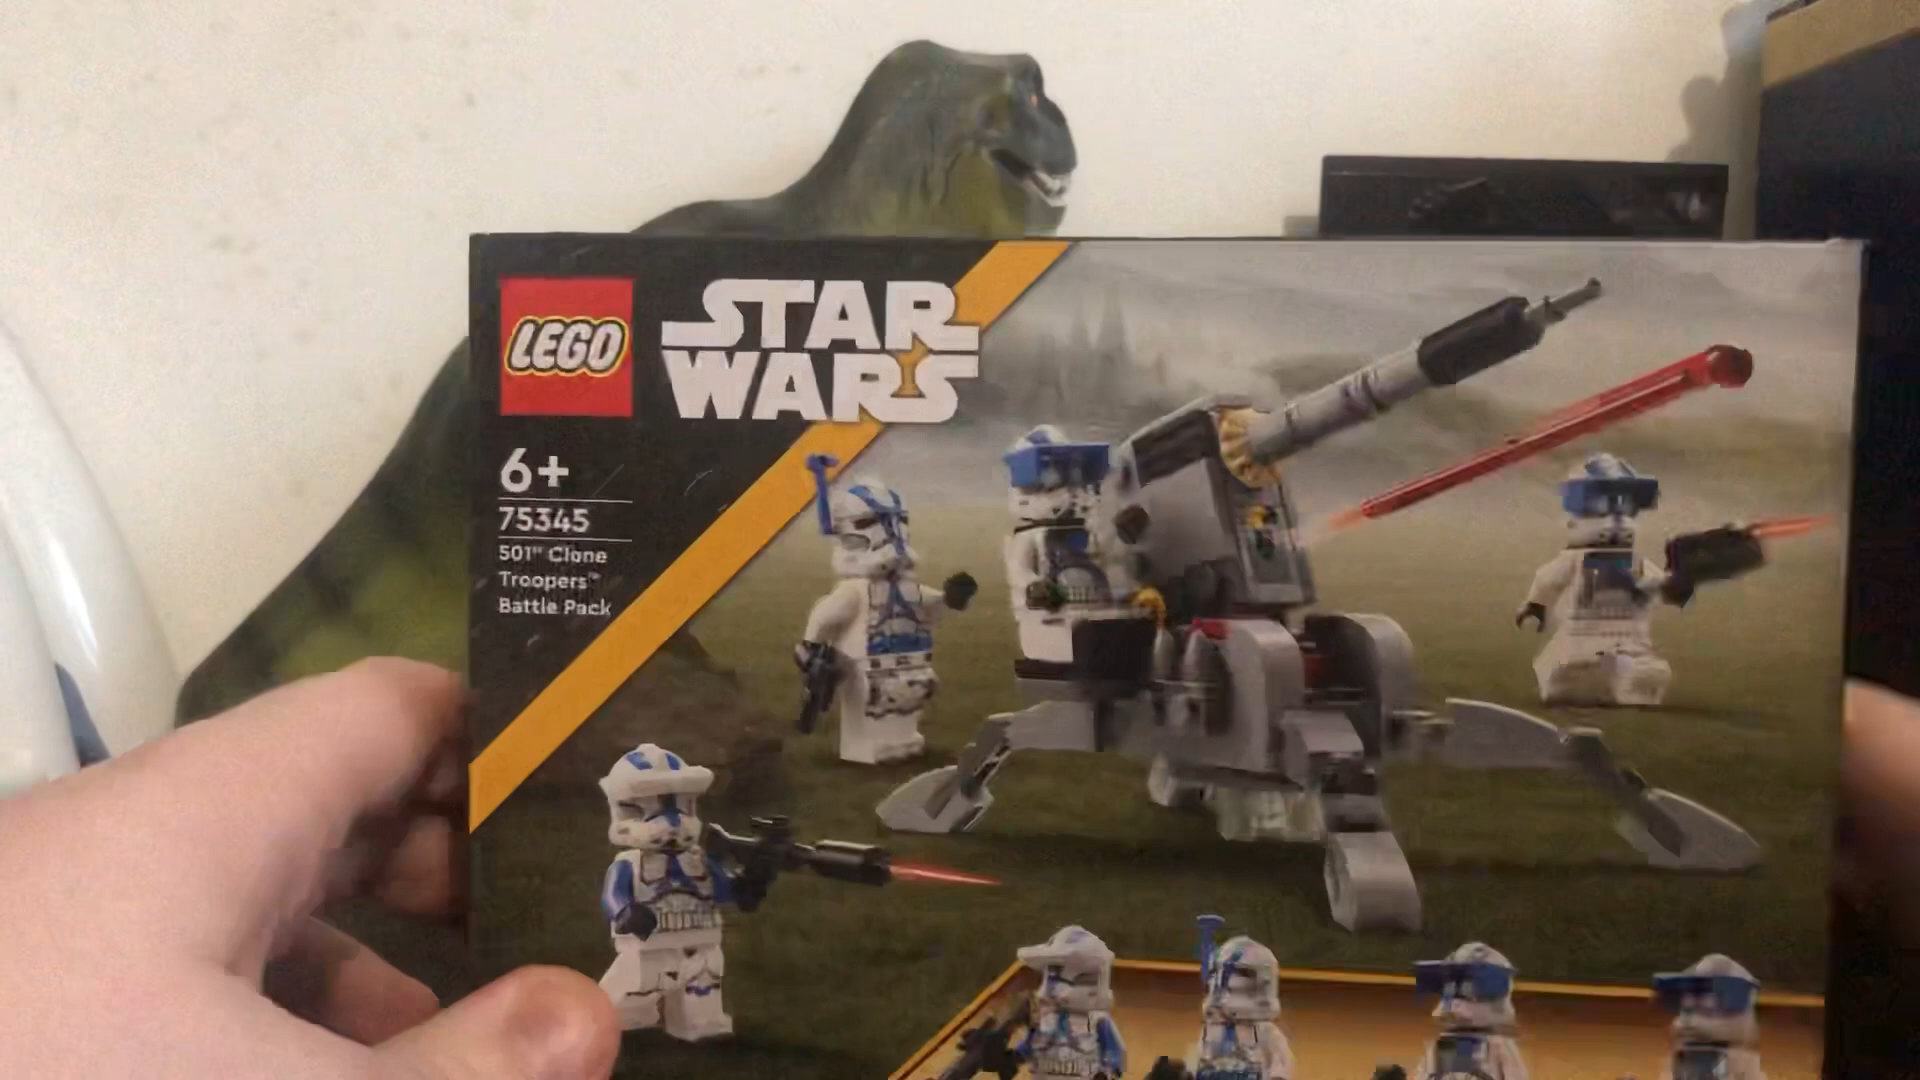 LEGO
STAR
WARS
6+
75345
501st Clone
Troopers™
Battle Pack